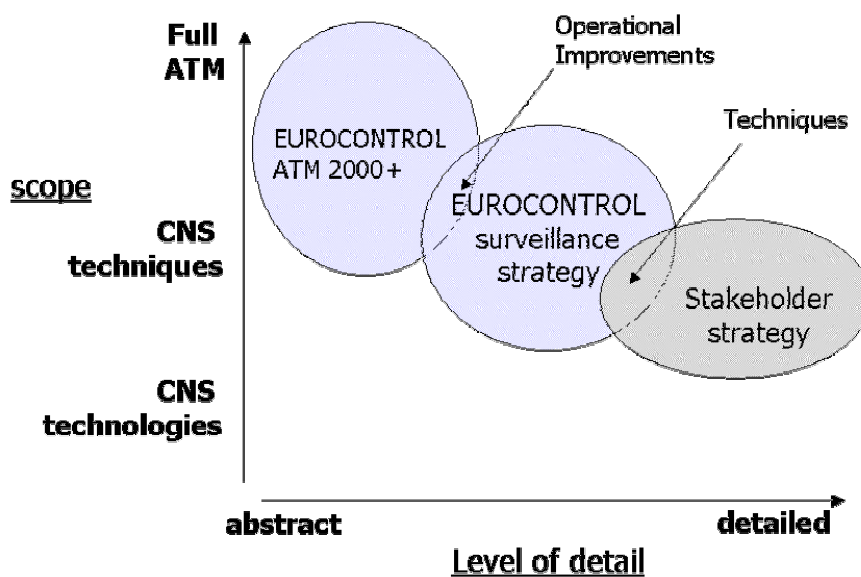 Full
ATM
Operational
Improvements
Techniques
EUROCONTROL
ATM 2000+
scope
EUROCONTROL
surveillance
strategy
CNS
techniques
Stakeholder
strategy
CNS
technologies
abstract
detailed
Level of detail